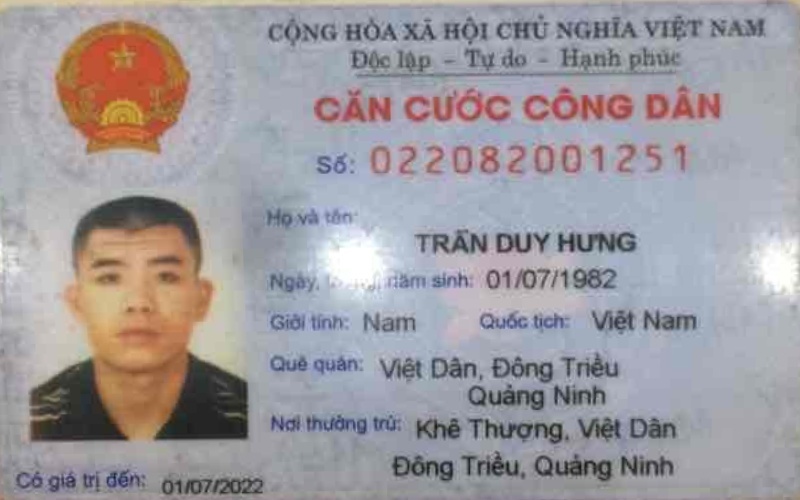 CỘNG HÒA XÃ HỘI CHỦ NGHĨA VIỆT NAM
Độc lập - Tự do - Hạnh phúc
CĂN CƯỚC CÔNG DÂN
Số: 022082001251
Họ và tên:
TRẦN DUY HƯNG
Ngày, năm sinh: 01/07/1982
Giới tính: Nam Quốc tịch: Việt Nam
Quê quán: Việt Dân, Đông Triều
Quảng Ninh
Nơi thường trú: Khê Thượng, Việt Dân
Đông Triều, Quảng Ninh
Có giá trị đến: 01/07/2022